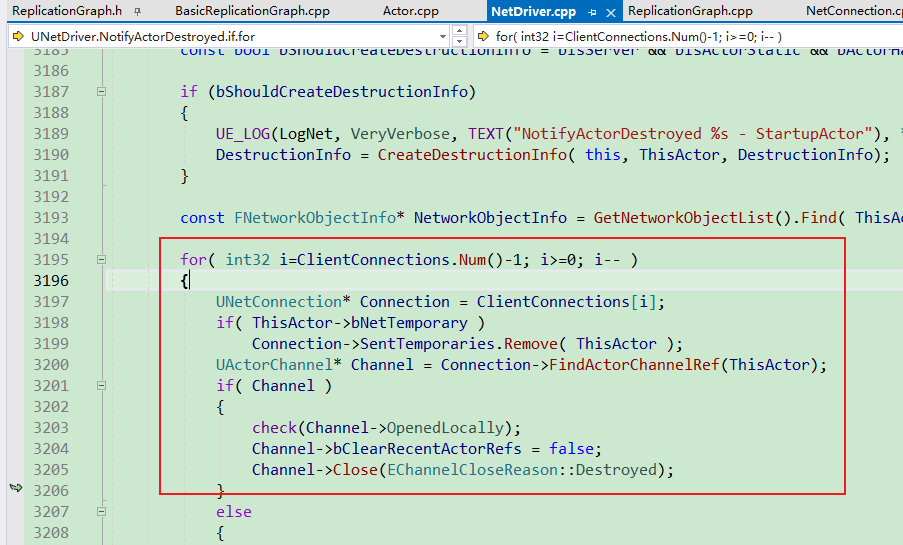 ReplicationGraph.h BasicReplicationGraph.cpp Actor.cpp NetDriver.cpp ReplicationGraph.cpp NetConnection.cp
UNetDriver.NotifyActorDestroyed.if.for for( int32 i=ClientConnections.Num()-1; i>=0; i-- )
3185 const bool bShouldCreateDestructionInfo = bIsServer && bIsActorStatic && bActorHa
3186
3187 if (bShouldCreateDestructionInfo)
3188 {
3189 UE_LOG(LogNet, VeryVerbose, TEXT("NotifyActorDestroyed %s - StartupActor"), *
3190 DestructionInfo = CreateDestructionInfo( this, ThisActor, DestructionInfo);
3191 }
3192
3193 const FNetworkObjectInfo* NetworkObjectInfo = GetNetworkObjectList().Find( ThisAc
3194
3195 for( int32 i=ClientConnections.Num()-1; i>=0; i-- )
3196 {
3197 UNetConnection* Connection = ClientConnections[i];
3198 if( ThisActor->bNetTemporary )
3199 Connection->SentTemporaries.Remove( ThisActor );
3200 UActorChannel* Channel = Connection->FindActorChannelRef(ThisActor);
3201 if( Channel )
3202 {
3203 check(Channel->OpenedLocally);
3204 Channel->bClearRecentActorRefs = false;
3205 Channel->Close(EChannelCloseReason::Destroyed);
3206 }
3207 else
3208 {